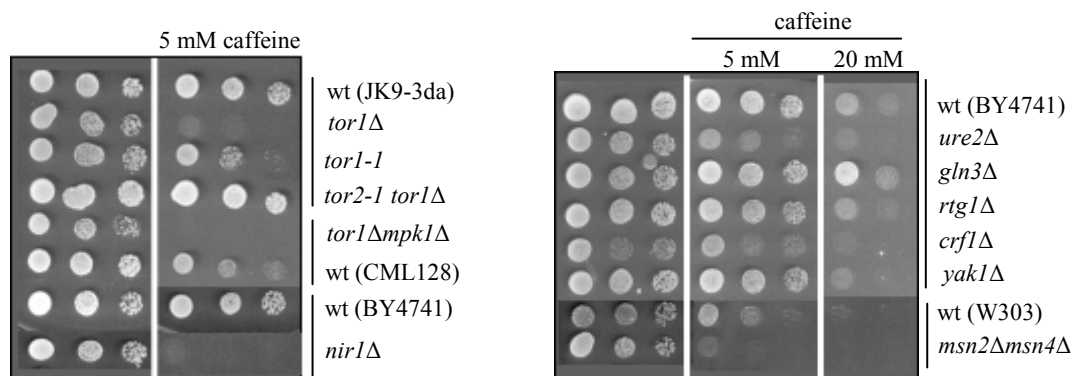 5 mM caffeine
wt (JK9-3da)
tor1Δ
tor1-1
tor2-1 tor1Δ
tor1Δmpk1Δ
wt (CML128)
wt (BY4741)
nir1Δ
caffeine
5 mM 20 mM
wt (BY4741)
ure2Δ
gln3Δ
rtg1Δ
crf1Δ
yak1Δ
wt (W303)
msn2Δmsn4Δ